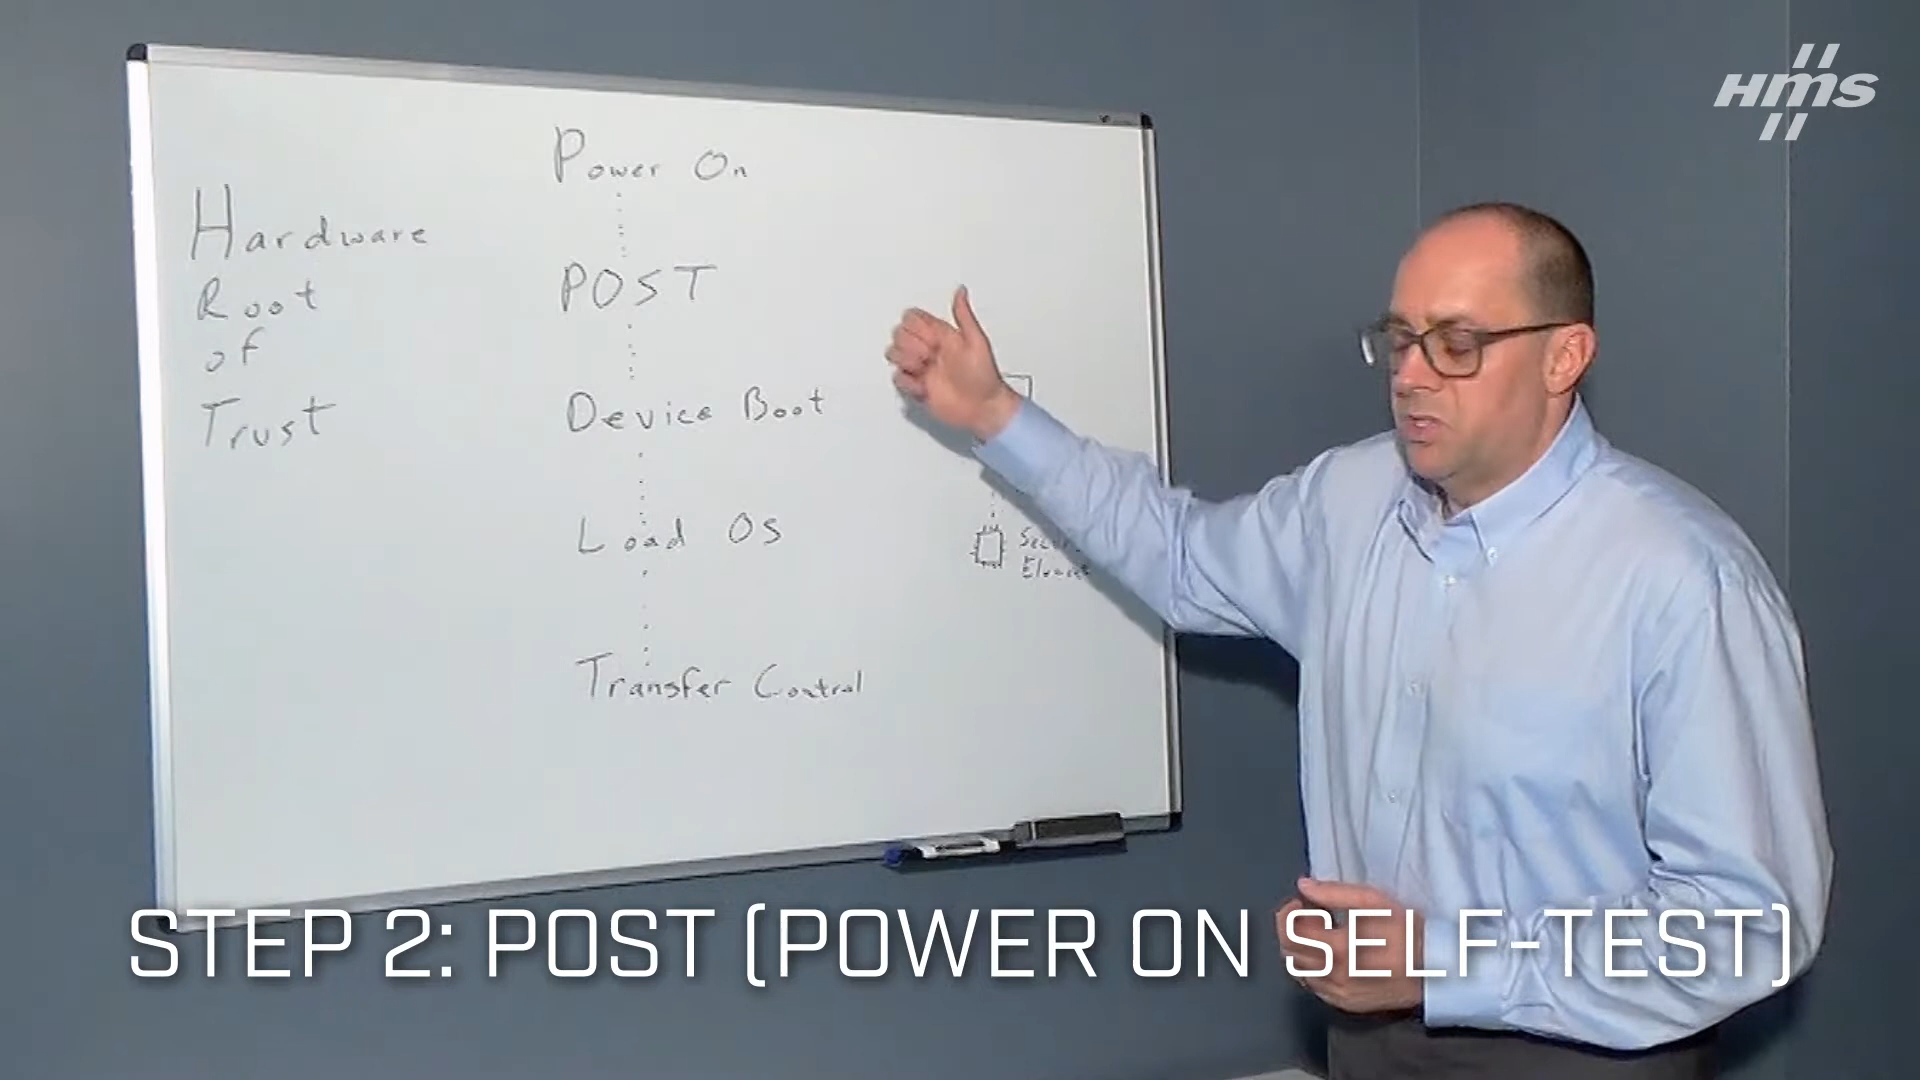 HMS
Power On
Hardware
Root
of
Trust
POST
Device Boot
Load OS
Transfer Control
Element
STEP 2: POST (POWER ON SELF-TEST)